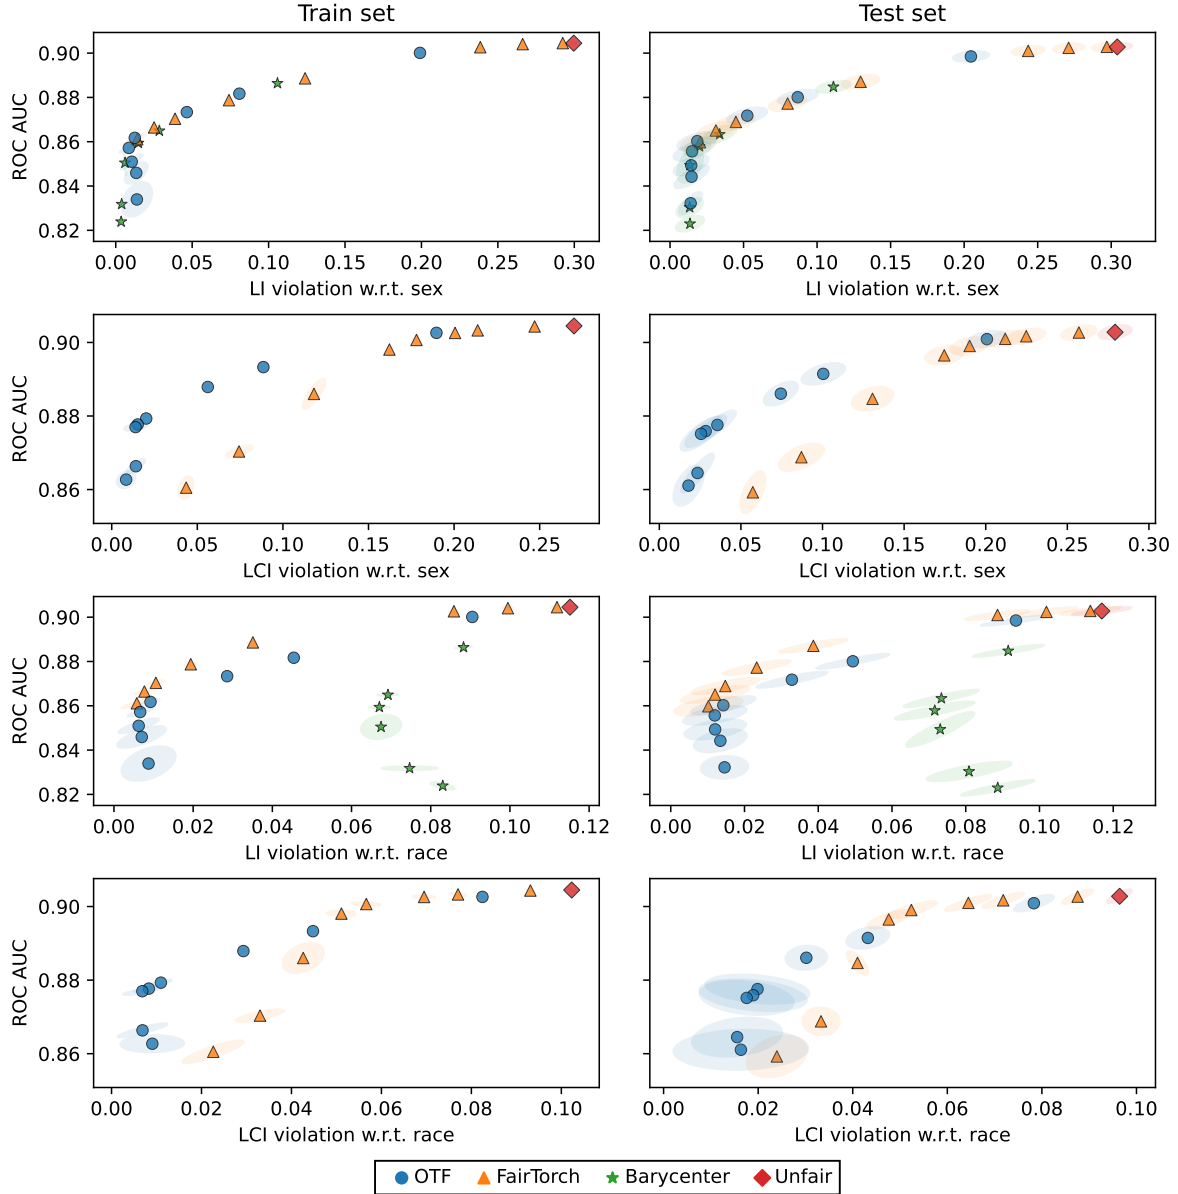 Train set
Test set
ROC AUC
0.90
0.88
0.86
0.84
0.82
0.00 0.05 0.10 0.15 0.20 0.25 0.30
LI violation w.r.t. sex
0.00 0.05 0.10 0.15 0.20 0.25 0.30
LI violation w.r.t. sex
ROC AUC
0.90
0.88
0.86
0.00 0.05 0.10 0.15 0.20 0.25
LCI violation w.r.t. sex
0.00 0.05 0.10 0.15 0.20 0.25 0.30
LCI violation w.r.t. sex
ROC AUC
0.90
0.88
0.86
0.84
0.82
0.00 0.02 0.04 0.06 0.08 0.10 0.12
LI violation w.r.t. race
0.00 0.02 0.04 0.06 0.08 0.10 0.12
LI violation w.r.t. race
ROC AUC
0.90
0.88
0.86
0.00 0.02 0.04 0.06 0.08 0.10
LCI violation w.r.t. race
0.00 0.02 0.04 0.06 0.08 0.10
LCI violation w.r.t. race
OTF FairTorch Barycenter Unfair